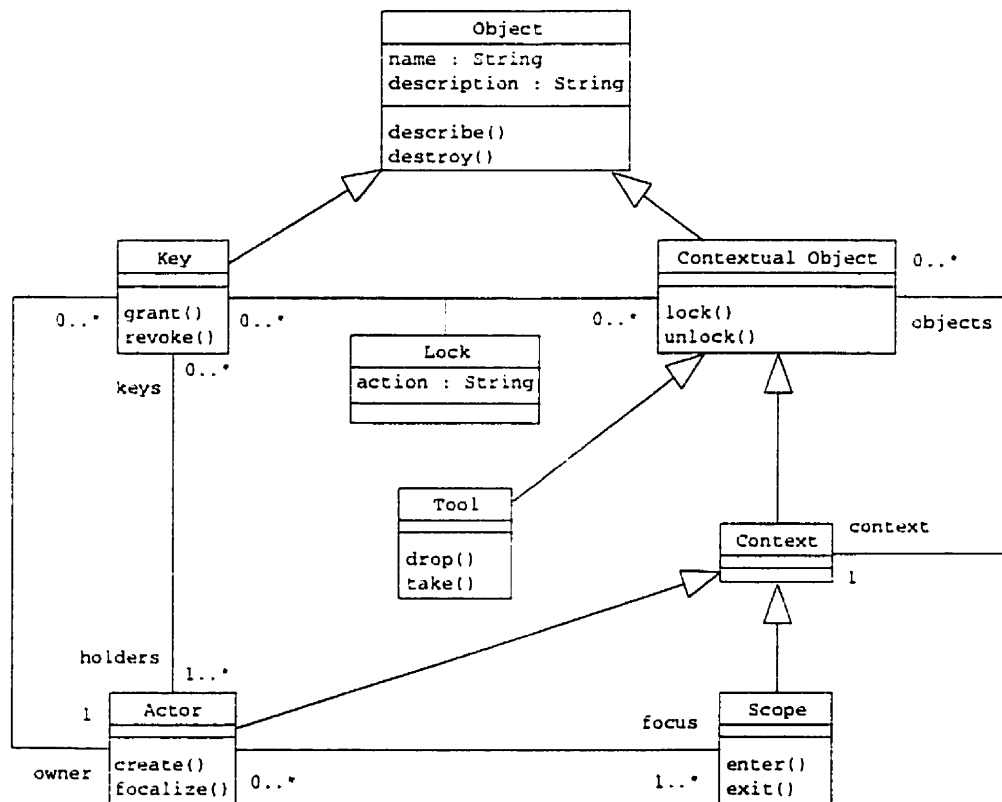 Object
name : String
description : String
describe()
destroy()
Key
Contextual Object
0..*
grant()
revoke()
0..*
0..*
0..*
lock()
unlock()
objects
0..*
keys
Lock
action : String
Tool
drop()
take()
Context
context
1
holders
1..*
1
Actor
focus
Scope
owner
create()
focalize()
0..*
1..*
enter()
exit()